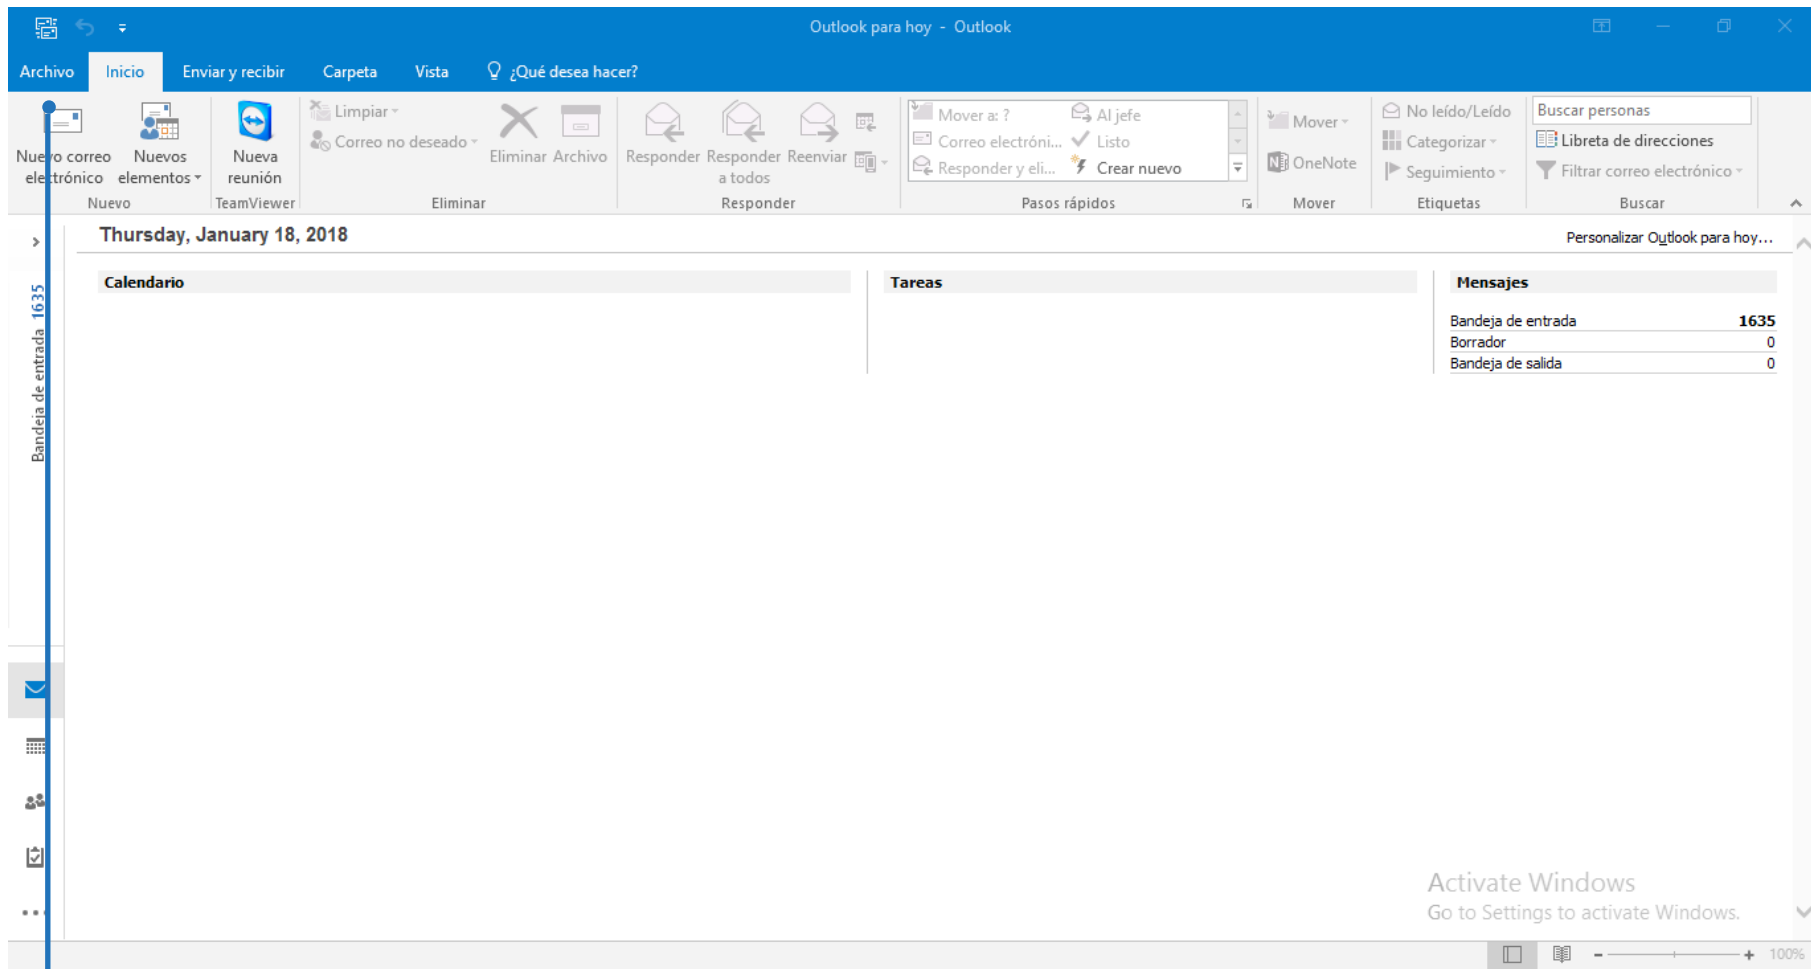 Outlook para hoy - Outlook
Archivo Inicio Enviar y recibir Carpeta Vista ¿Qué desea hacer?
Nuevo correo electrónico
Nuevos elementos
Nuevo
Nueva reunión
TeamViewer
Limpiar
Correo no deseado
Eliminar Archivo
Eliminar
Responder Responder a todos Reenviar
Responder
Mover a: ? Al jefe
Correo electróni... Listo
Responder y eli... Crear nuevo
Pasos rápidos
Mover
OneNote
Mover
No leído/Leído
Categorizar
Seguimiento
Etiquetas
Buscar personas
Libreta de direcciones
Filtrar correo electrónico
Buscar
Thursday, January 18, 2018
Personalizar Outlook para hoy...
Bandeja de entrada 1635
Calendario
Tareas
Mensajes
Bandeja de entrada 1635
Borrador 0
Bandeja de salida 0
Activate Windows
Go to Settings to activate Windows.
100%